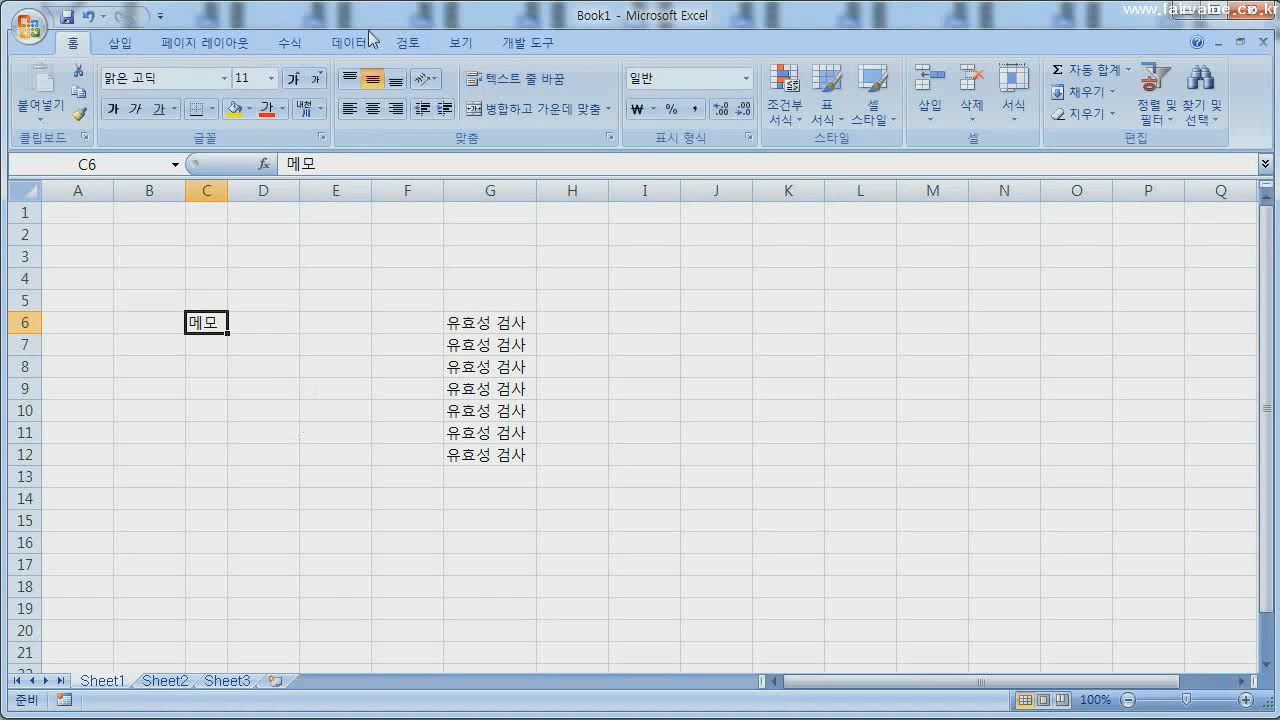 Book1 - Microsoft Excel
www.fairvalue.co.kr
홈 삽입 페이지 레이아웃 수식 데이터 검토 보기 개발 도구
붙여넣기
클립보드
맑은 고딕 11 가 가
가 가 가 가 내천
글꼴
텍스트 줄 바꿈
병합하고 가운데 맞춤
맞춤
일반
₩ % ,
표시 형식
조건부 서식
표 서식
셀 스타일
스타일
삽입 삭제 서식
셀
Σ 자동 합계
채우기
지우기
정렬 및 필터
찾기 및 선택
편집
C6 fx 메모
A B C D E F G H I J K L M N O P Q
1
2
3
4
5
6 메모 유효성 검사
7 유효성 검사
8 유효성 검사
9 유효성 검사
10 유효성 검사
11 유효성 검사
12 유효성 검사
13
14
15
16
17
18
19
20
21
Sheet1 Sheet2 Sheet3
준비 100%